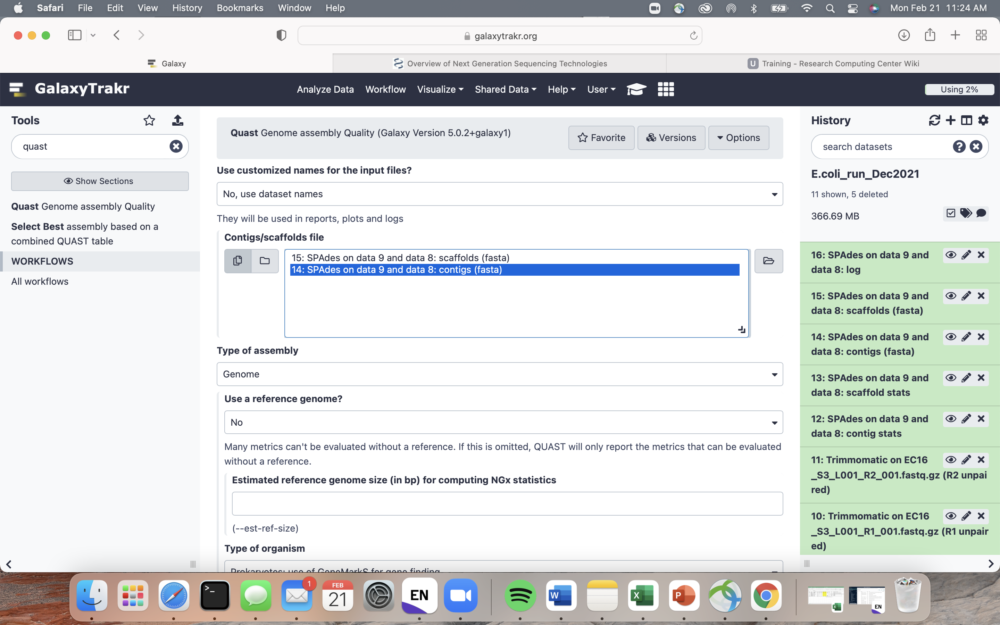 Safari File Edit View History Bookmarks Window Help Mon Feb 21 11:24 AM
galaxytrakr.org
Galaxy
Overview of Next Generation Sequencing Technologies
U Training - Research Computing Center Wiki
GalaxyTrakr
Analyze Data Workflow Visualize Shared Data Help User
Using 2%
Tools
quast
Show Sections
Quast Genome assembly Quality
Select Best assembly based on a
combined QUAST table
WORKFLOWS
All workflows
Quast Genome assembly Quality (Galaxy Version 5.0.2+galaxy1)
Favorite
Versions
Options
Use customized names for the input files?
No, use dataset names
They will be used in reports, plots and logs
Contigs/scaffolds file
15: SPAdes on data 9 and data 8: scaffolds (fasta)
14: SPAdes on data 9 and data 8: contigs (fasta)
Type of assembly
Genome
Use a reference genome?
No
Many metrics can't be evaluated without a reference. If this is omitted, QUAST will only report the metrics that can be evaluated
without a reference.
Estimated reference genome size (in bp) for computing NGx statistics
(--est-ref-size)
Type of organism
Prokaryotes: use of GeneMarkS for gene finding
History
search datasets
E.coli_run_Dec2021
11 shown, 5 deleted
366.69 MB
16: SPAdes on data 9 and
data 8: log
15: SPAdes on data 9 and
data 8: scaffolds (fasta)
14: SPAdes on data 9 and
data 8: contigs (fasta)
13: SPAdes on data 9 and
data 8: scaffold stats
12: SPAdes on data 9 and
data 8: contig stats
11: Trimmomatic on EC16
_S3_L001_R2_001.fastq.gz (R2 unpai
red)
10: Trimmomatic on EC16
_S3_L001_R1_001.fastq.gz (R1 unpair
ed)
>_
1
FEB
21
EN
W
X
P
X
EN